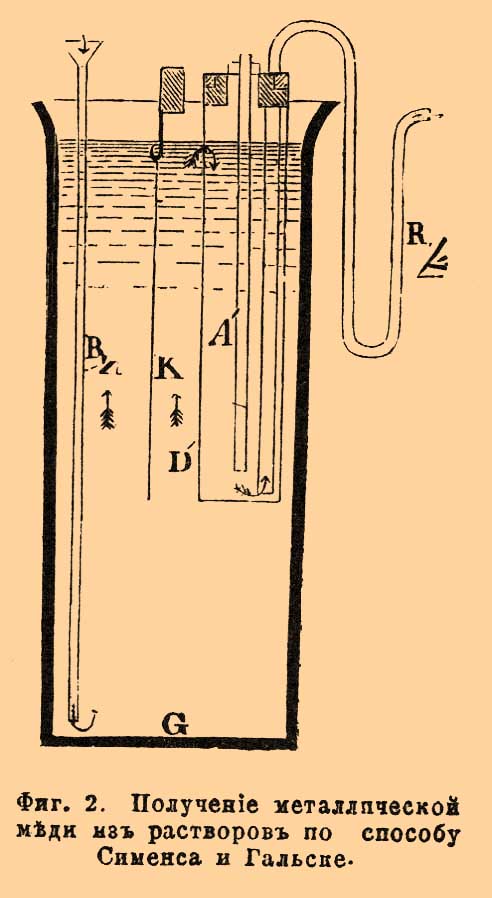 R,
A'
R
K
D'
G
Фиг. 2. Полученіе металлической
мѣди изъ растворовъ по способу
Сименса и Гальске.